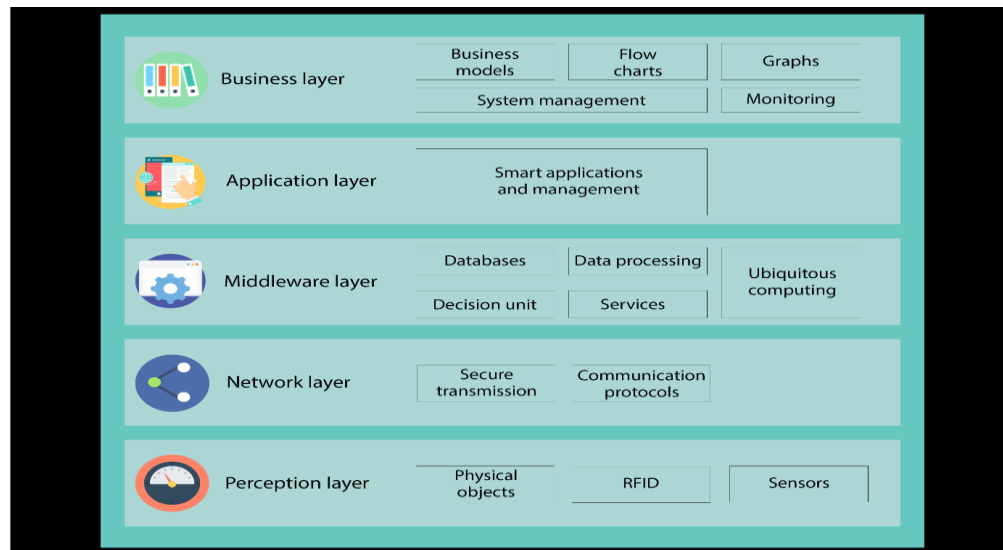 Business layer
Business
models
Flow
charts
Graphs
System management
Monitoring
Application layer
Smart applications
and management
Middleware layer
Databases
Data processing
Ubiquitous
computing
Decision unit
Services
Network layer
Secure
transmission
Communication
protocols
Perception layer
Physical
objects
RFID
Sensors